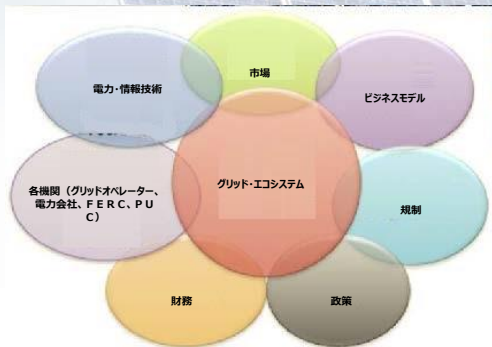 市場
電力・情報技術
ビジネスモデル
グリッド・エコシステム
各機関（グリッドオペレーター、
電力会社、ＦＥＲＣ、ＰＵ
Ｃ）
規制
財務
政策